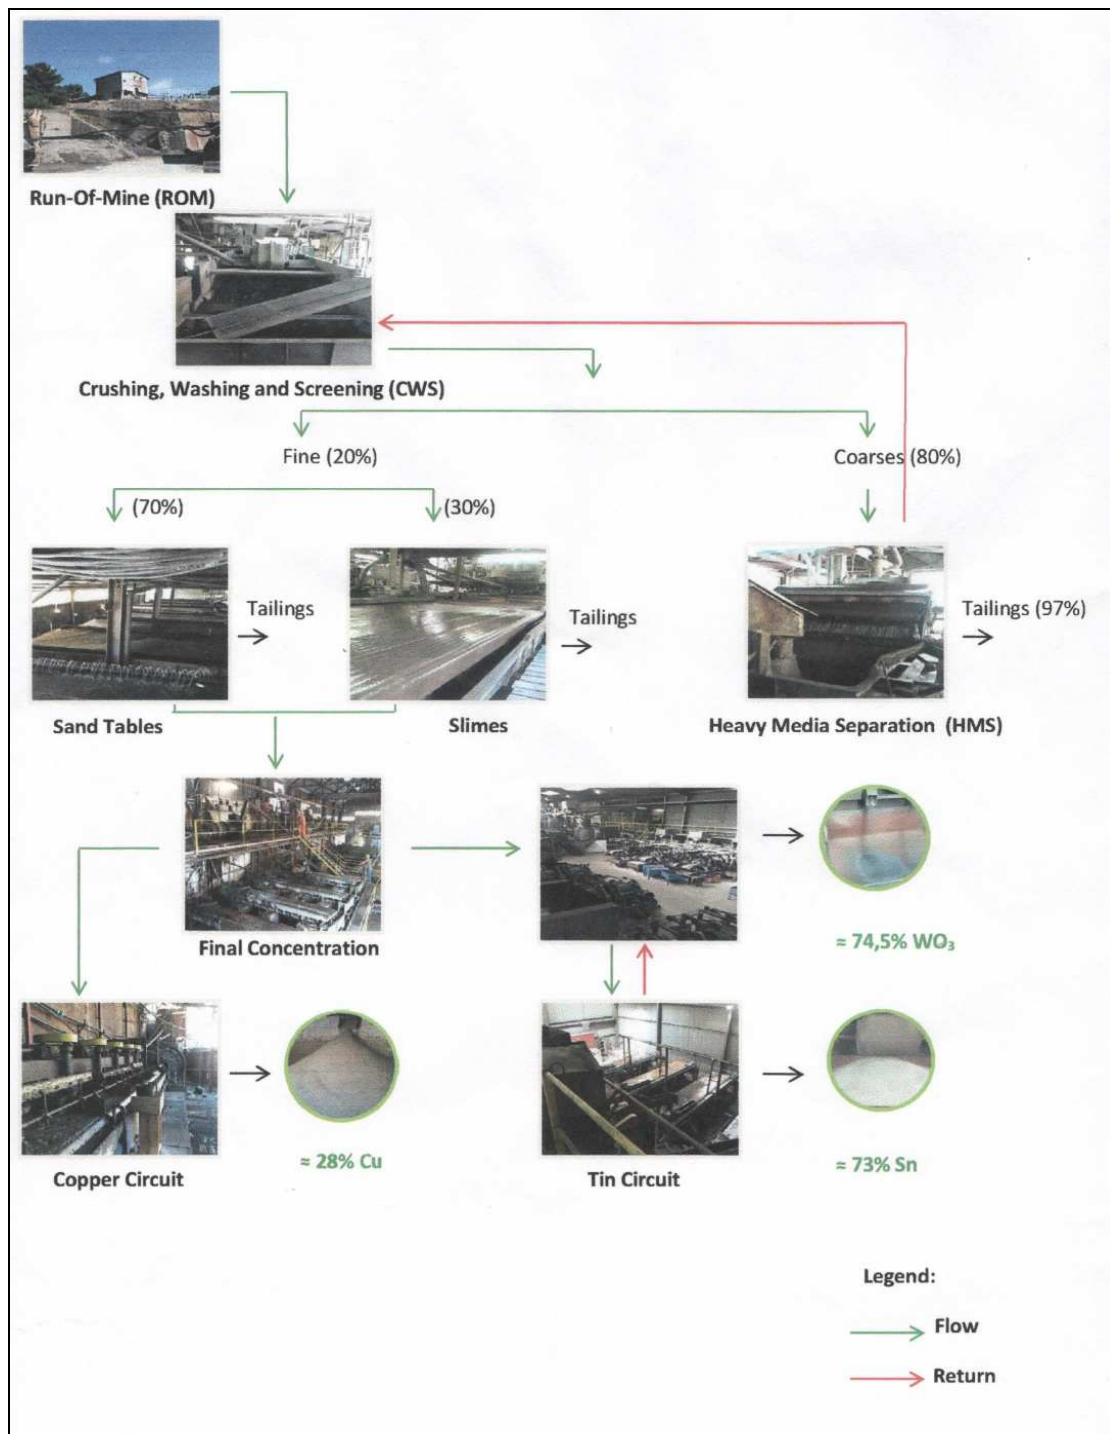 Run-Of-Mine (ROM)
Crushing, Washing and Screening (CWS)
Fine (20%)
Coarses (80%)
(70%)
(30%)
Tailings
Tailings
Tailings (97%)
Sand Tables
Slimes
Heavy Media Separation (HMS)
Final Concentration
≈ 74,5% WO₃
≈ 28% Cu
≈ 73% Sn
Copper Circuit
Tin Circuit
Legend:
Flow
Return